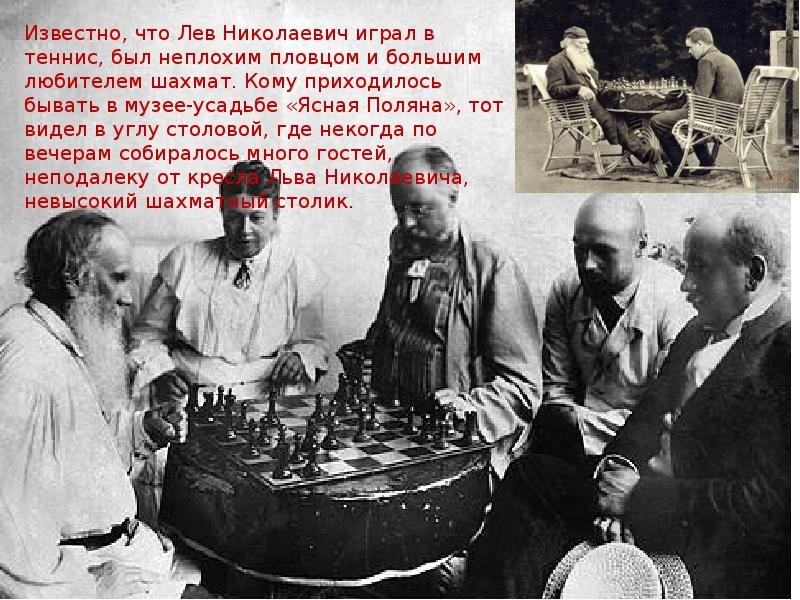 Известно, что Лев Николаевич играл в
теннис, был неплохим пловцом и большим
любителем шахмат. Кому приходилось
бывать в музее-усадьбе «Ясная Поляна», тот
видел в углу столовой, где некогда по
вечерам собиралось много гостей,
неподалеку от кресла Льва Николаевича,
невысокий шахматный столик.